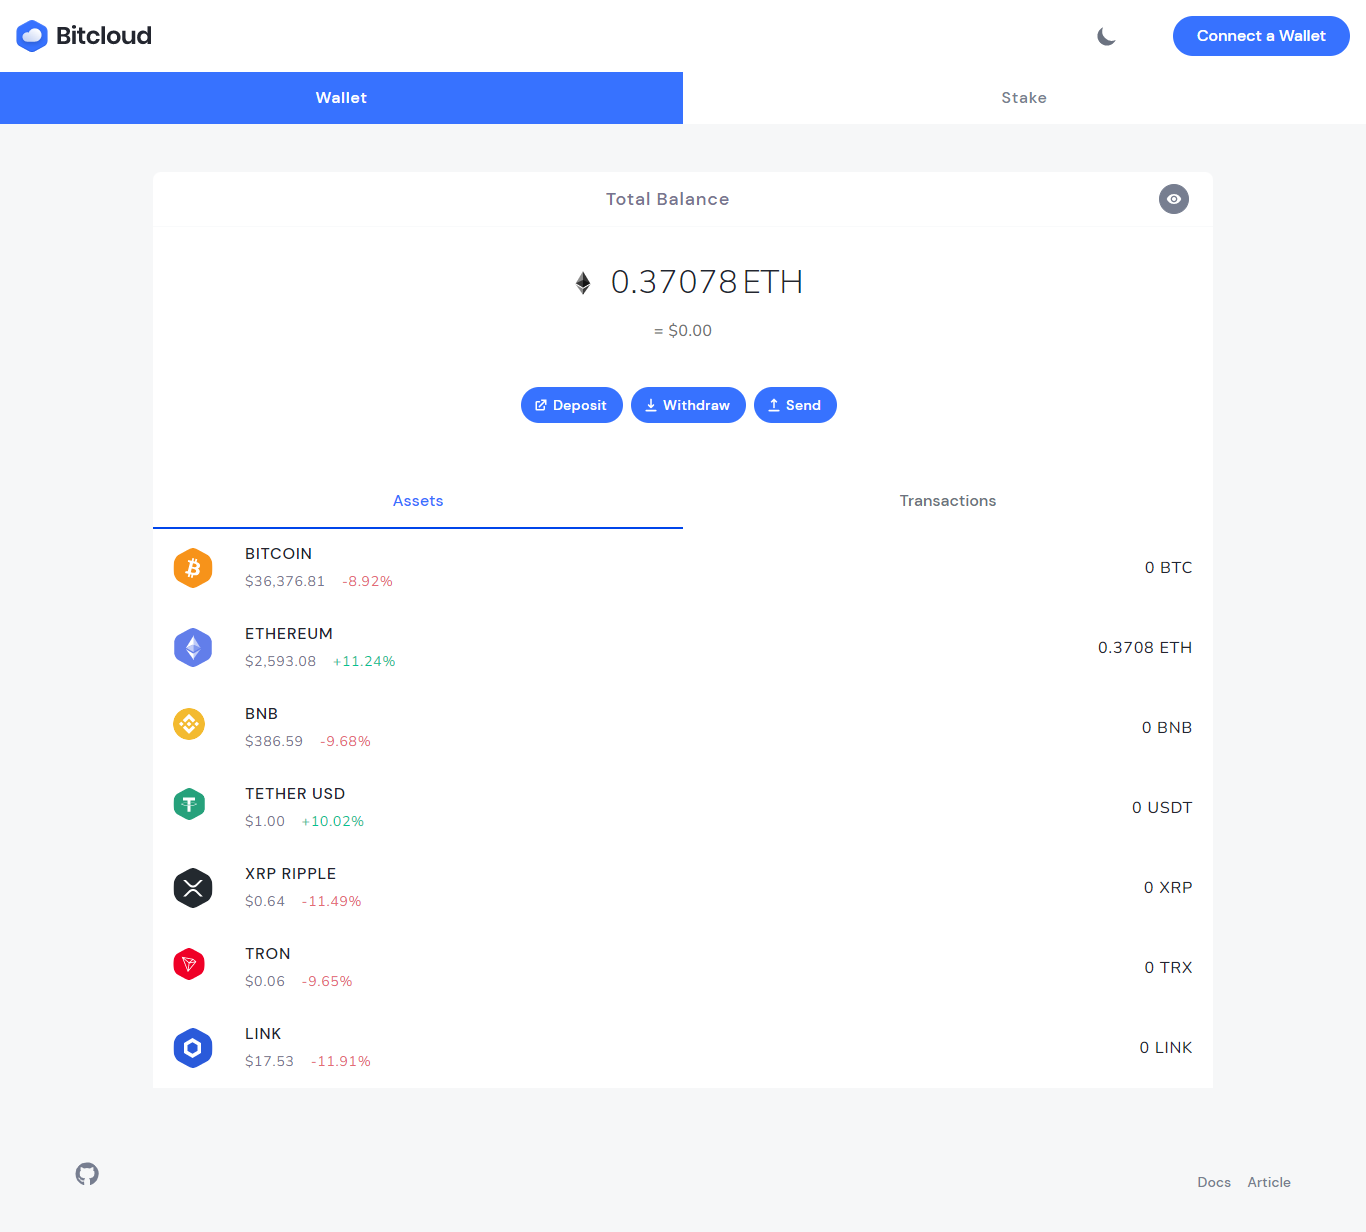 Bitcloud
Connect a Wallet
Wallet
Stake
Total Balance
0.37078 ETH
= $0.00
Deposit
Withdraw
Send
Assets
Transactions
BITCOIN
$36,376.81 -8.92%
0 BTC
ETHEREUM
$2,593.08 +11.24%
0.3708 ETH
BNB
$386.59 -9.68%
0 BNB
TETHER USD
$1.00 +10.02%
0 USDT
XRP RIPPLE
$0.64 -11.49%
0 XRP
TRON
$0.06 -9.65%
0 TRX
LINK
$17.53 -11.91%
0 LINK
Docs
Article